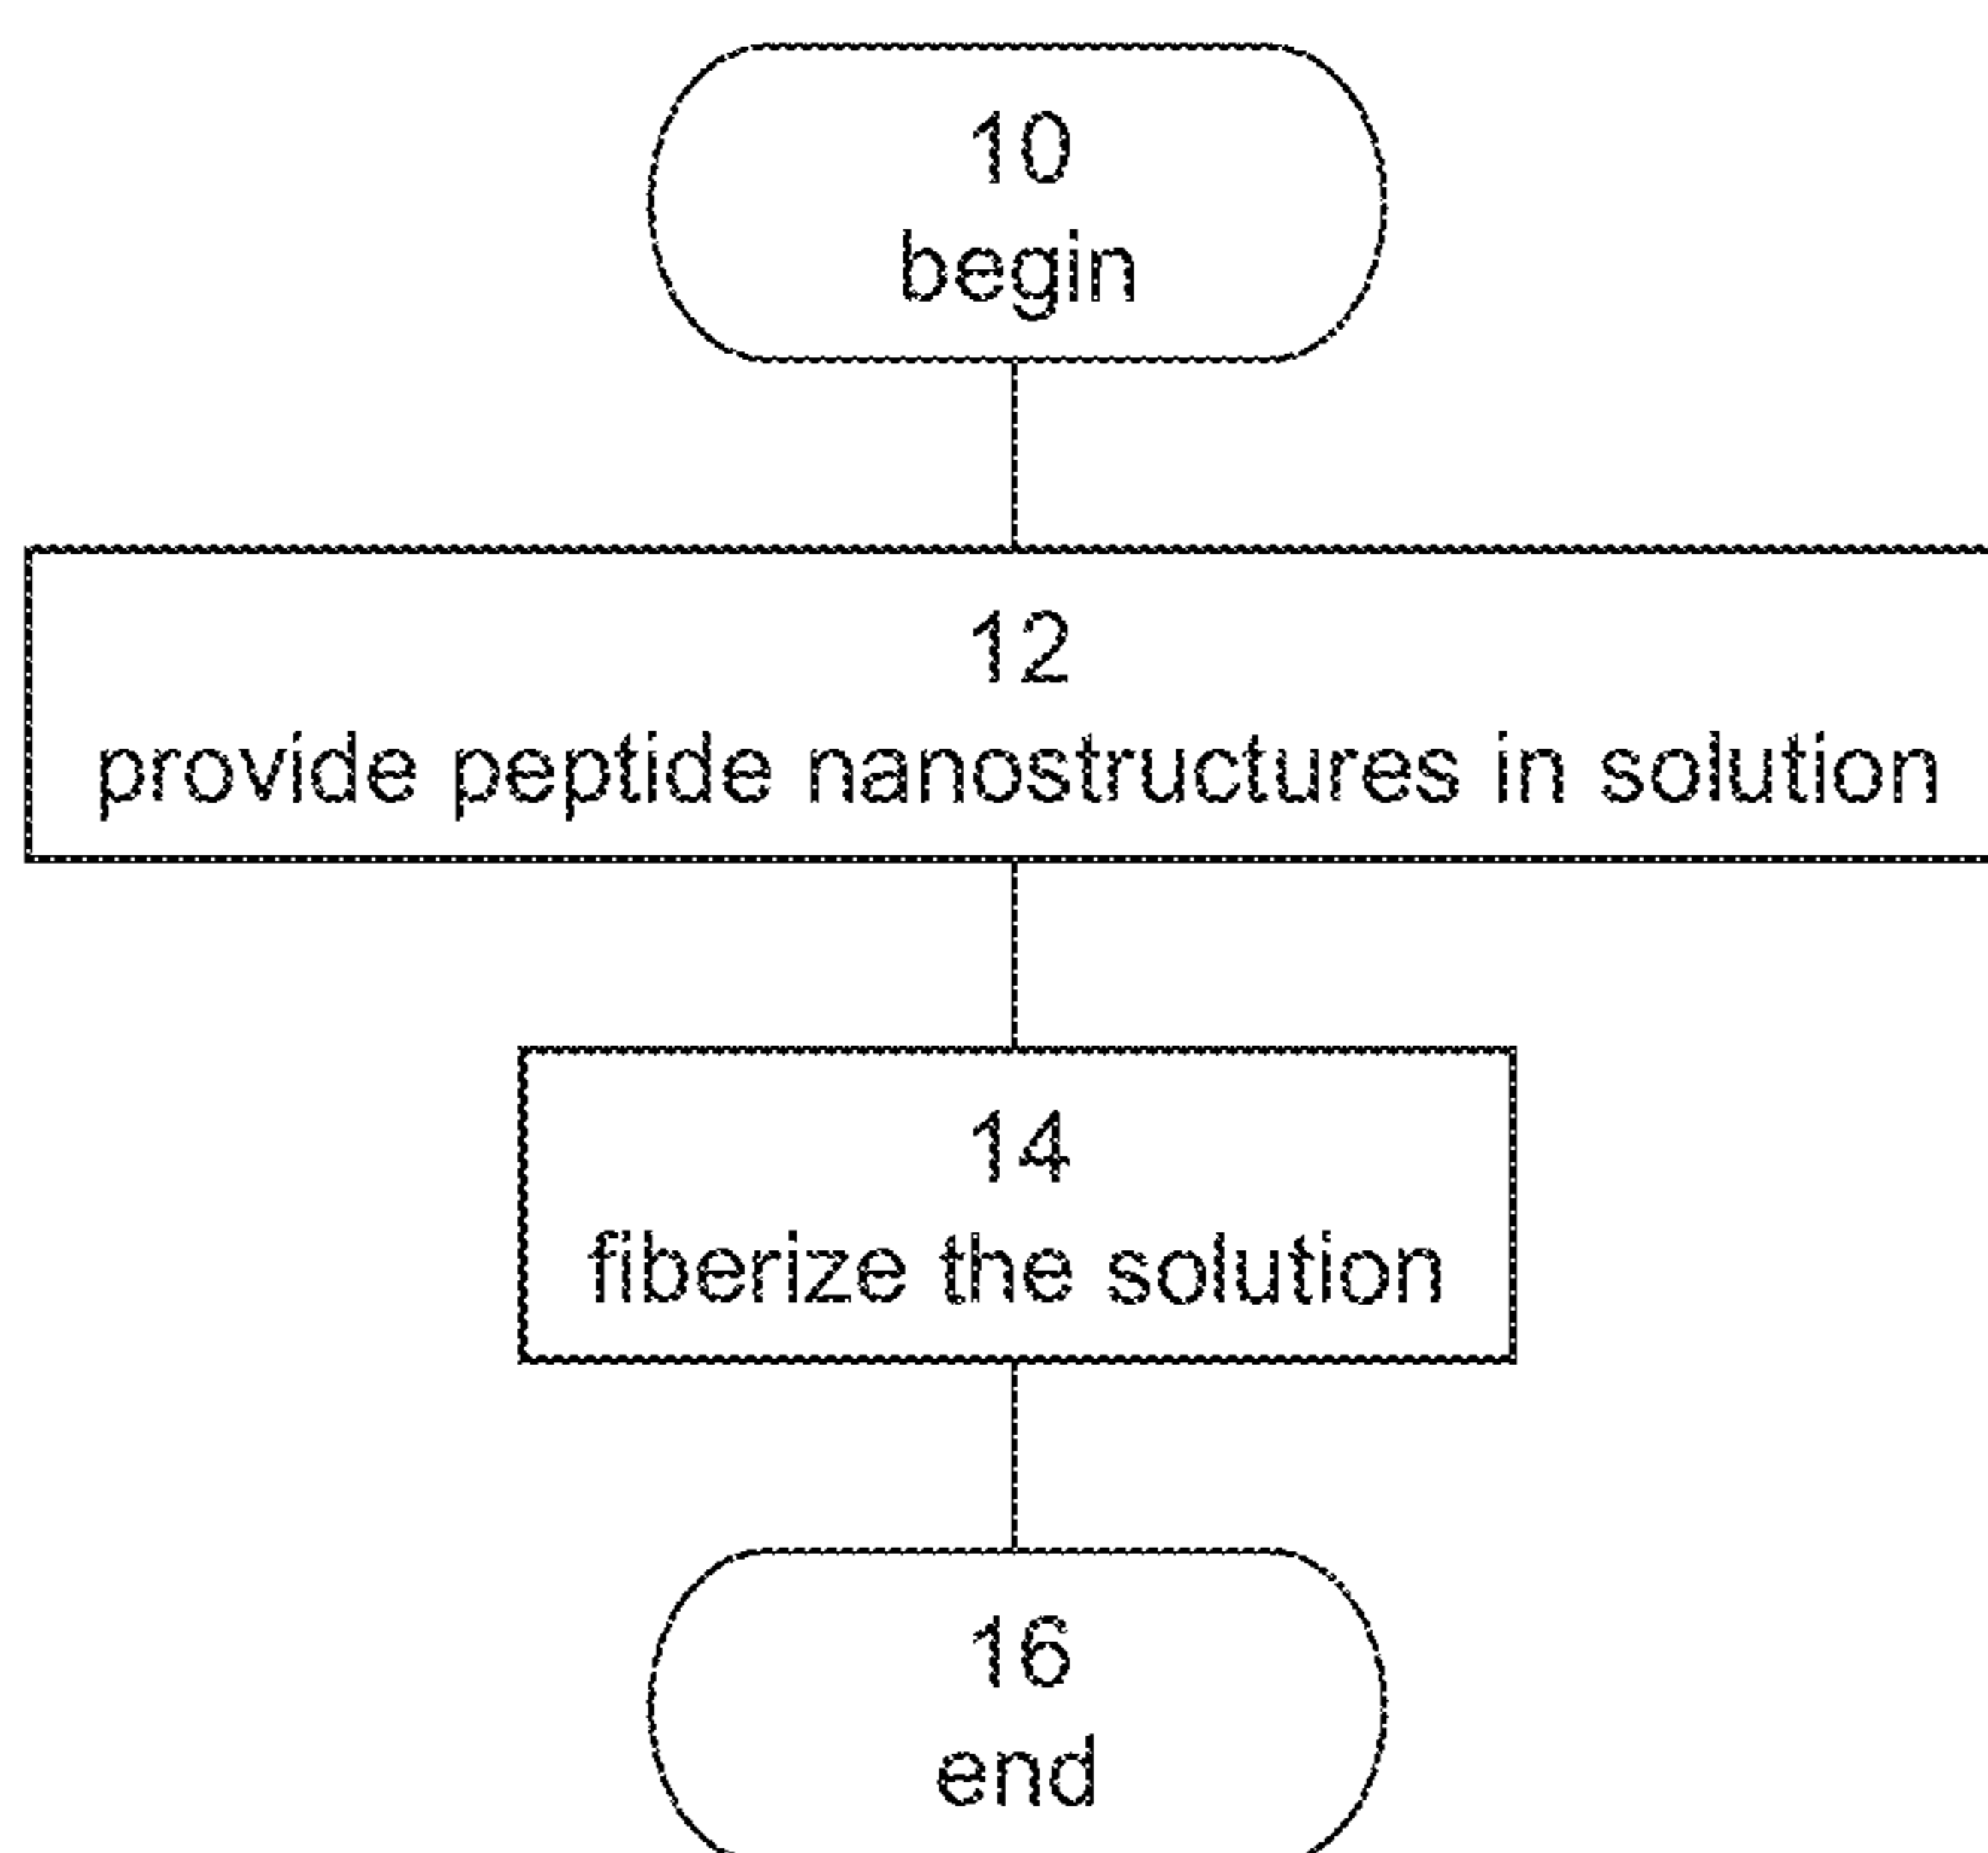 10
begin
12
provide peptide nanostructures in solution
14
fiberize the solution
16
end